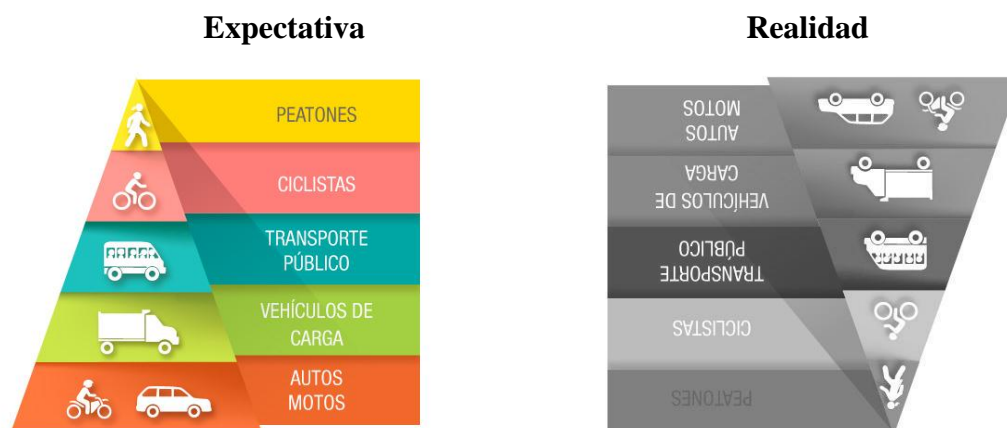 Expectativa
PEATONES
CICLISTAS
TRANSPORTE
PÚBLICO
VEHÍCULOS DE
CARGA
AUTOS
MOTOS
Realidad
PEATONES
CICLISTAS
TRANSPORTE
PÚBLICO
VEHÍCULOS DE
CARGA
AUTOS
MOTOS